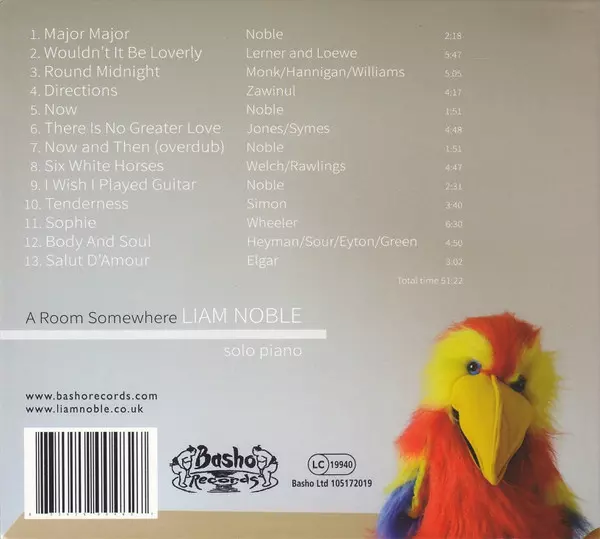 1. Major Major Noble 2:18
2. Wouldn't It Be Loverly Lerner and Loewe 5:47
3. Round Midnight Monk/Hannigan/Williams 5:05
4. Directions Zawinul 4:17
5. Now Noble 1:51
6. There Is No Greater Love Jones/Symes 4:48
7. Now and Then (overdub) Noble 1:51
8. Six White Horses Welch/Rawlings 4:47
9. I Wish I Played Guitar Noble 2:31
10. Tenderness Simon 3:40
11. Sophie Wheeler 6:30
12. Body And Soul Heyman/Sour/Eyton/Green 4:50
13. Salut D'Amour Elgar 3:02
Total time 51:22
A Room Somewhere LIAM NOBLE
solo piano
www.bashorecords.com
www.liamnoble.co.uk
Basho
Records
LC 19940
Basho Ltd 105172019